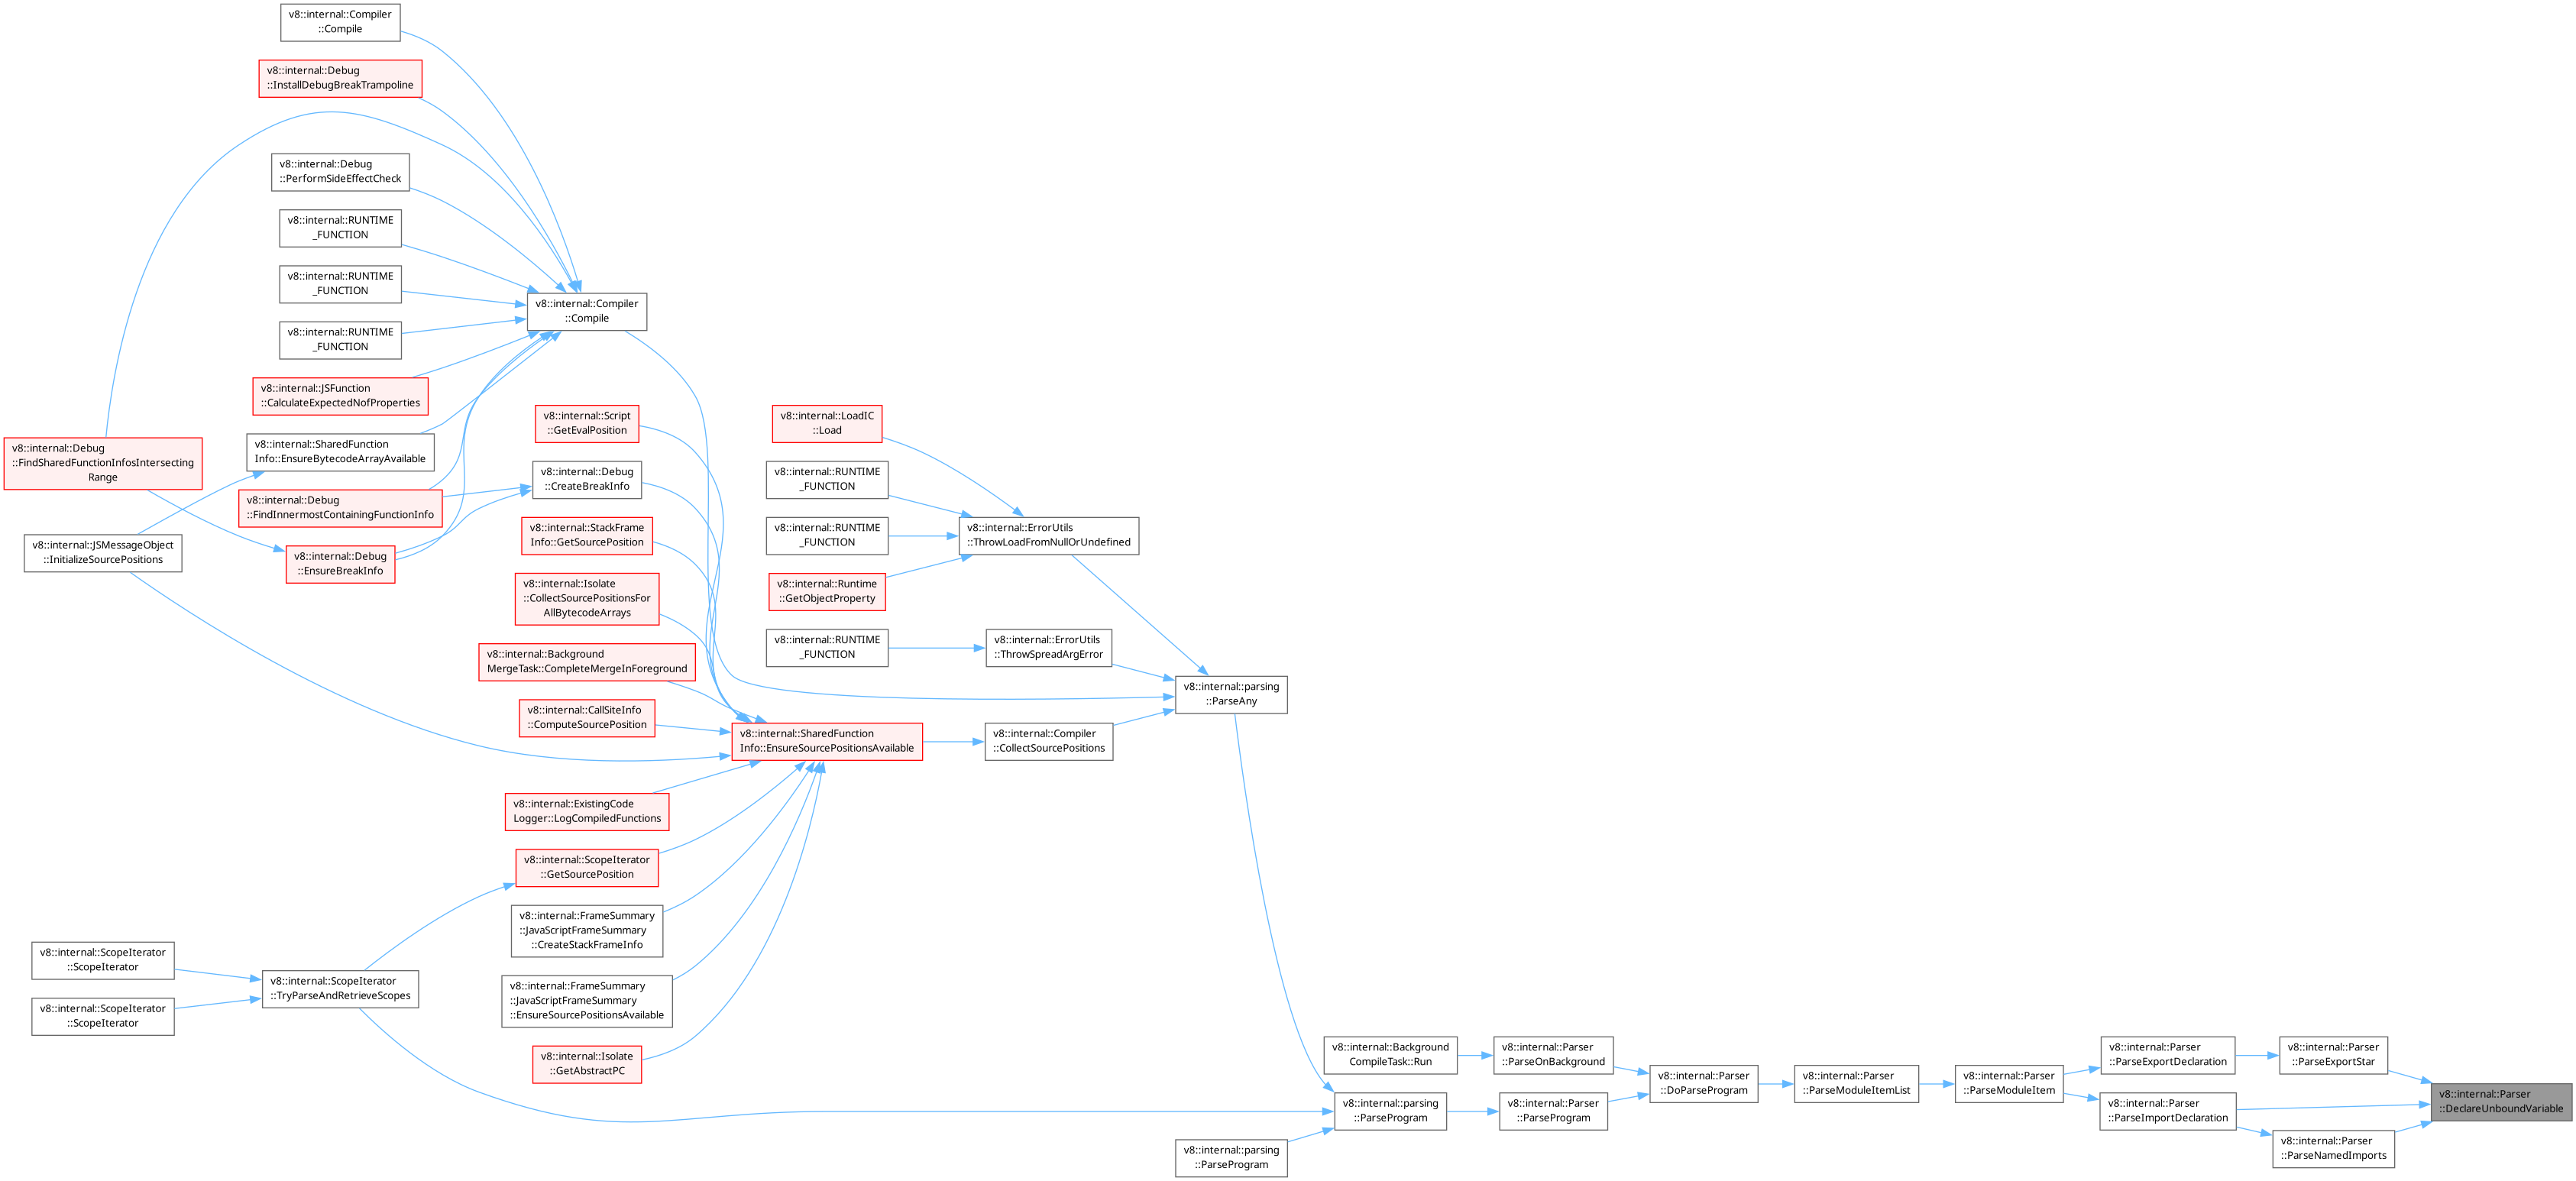 v8::internal::Compiler
::Compile
v8::internal::Debug
::InstallDebugBreakTrampoline
v8::internal::Debug
::PerformSideEffectCheck
v8::internal::RUNTIME
_FUNCTION
v8::internal::RUNTIME
_FUNCTION
v8::internal::RUNTIME
_FUNCTION
v8::internal::JSFunction
::CalculateExpectedNofProperties
v8::internal::SharedFunction
Info::EnsureBytecodeArrayAvailable
v8::internal::Debug
::FindSharedFunctionInfosIntersecting
Range
v8::internal::Debug
::FindInnermostContainingFunctionInfo
v8::internal::JSMessageObject
::InitializeSourcePositions
v8::internal::Debug
::EnsureBreakInfo
v8::internal::Compiler
::Compile
v8::internal::Script
::GetEvalPosition
v8::internal::Debug
::CreateBreakInfo
v8::internal::StackFrame
Info::GetSourcePosition
v8::internal::Isolate
::CollectSourcePositionsFor
AllBytecodeArrays
v8::internal::Background
MergeTask::CompleteMergeInForeground
v8::internal::CallSiteInfo
::ComputeSourcePosition
v8::internal::SharedFunction
Info::EnsureSourcePositionsAvailable
v8::internal::ExistingCode
Logger::LogCompiledFunctions
v8::internal::ScopeIterator
::GetSourcePosition
v8::internal::FrameSummary
::JavaScriptFrameSummary
::CreateStackFrameInfo
v8::internal::FrameSummary
::JavaScriptFrameSummary
::EnsureSourcePositionsAvailable
v8::internal::Isolate
::GetAbstractPC
v8::internal::ScopeIterator
::ScopeIterator
v8::internal::ScopeIterator
::ScopeIterator
v8::internal::ScopeIterator
::TryParseAndRetrieveScopes
v8::internal::LoadIC
::Load
v8::internal::RUNTIME
_FUNCTION
v8::internal::RUNTIME
_FUNCTION
v8::internal::Runtime
::GetObjectProperty
v8::internal::RUNTIME
_FUNCTION
v8::internal::ErrorUtils
::ThrowLoadFromNullOrUndefined
v8::internal::ErrorUtils
::ThrowSpreadArgError
v8::internal::Compiler
::CollectSourcePositions
v8::internal::parsing
::ParseAny
v8::internal::Background
CompileTask::Run
v8::internal::parsing
::ParseProgram
v8::internal::parsing
::ParseProgram
v8::internal::Parser
::ParseOnBackground
v8::internal::Parser
::ParseProgram
v8::internal::Parser
::DoParseProgram
v8::internal::Parser
::ParseModuleItemList
v8::internal::Parser
::ParseModuleItem
v8::internal::Parser
::ParseExportDeclaration
v8::internal::Parser
::ParseImportDeclaration
v8::internal::Parser
::ParseExportStar
v8::internal::Parser
::ParseNamedImports
v8::internal::Parser
::DeclareUnboundVariable